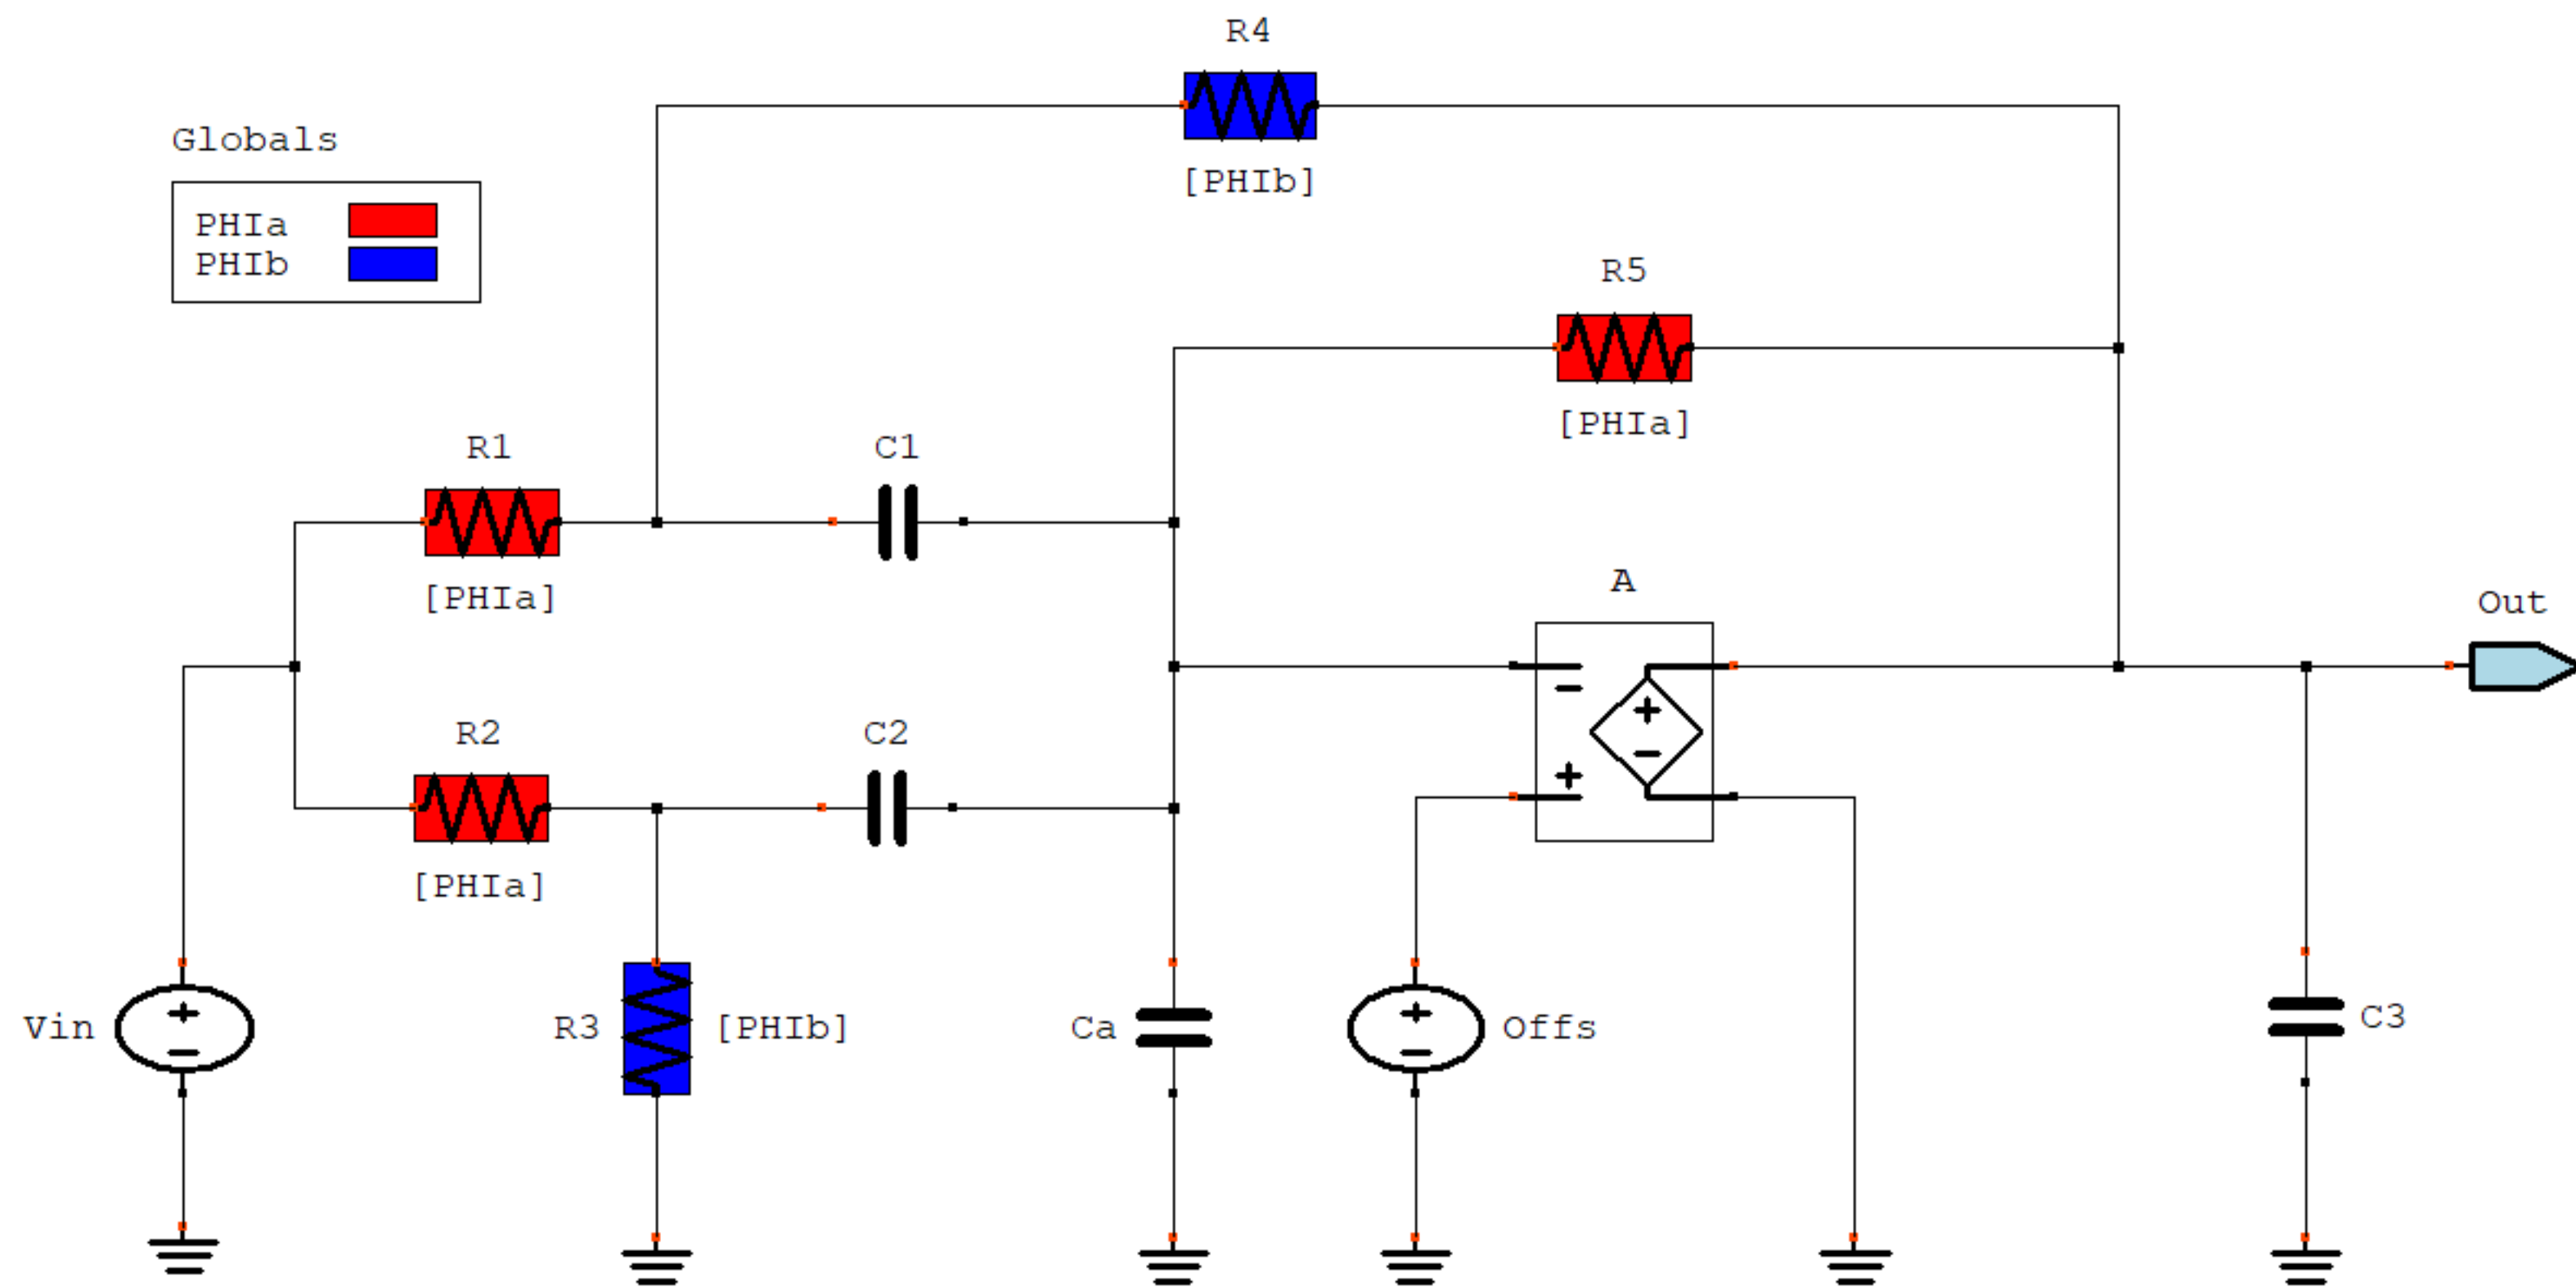 R4
[PHIb]
Globals
PHIa
PHIb
R5
[PHIa]
R1
C1
[PHIa]
A
Out
R2
C2
[PHIa]
Vin
R3
[PHIb]
Ca
Offs
C3